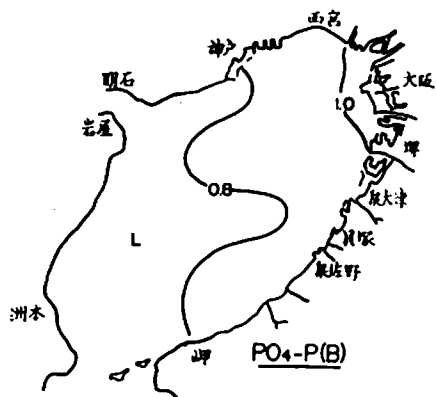 西宮
神戸
明石
大阪
岩屋
1.0
堺
泉大津
0.8
貝塚
L
泉佐野
洲本
岬
PO4-P(B)